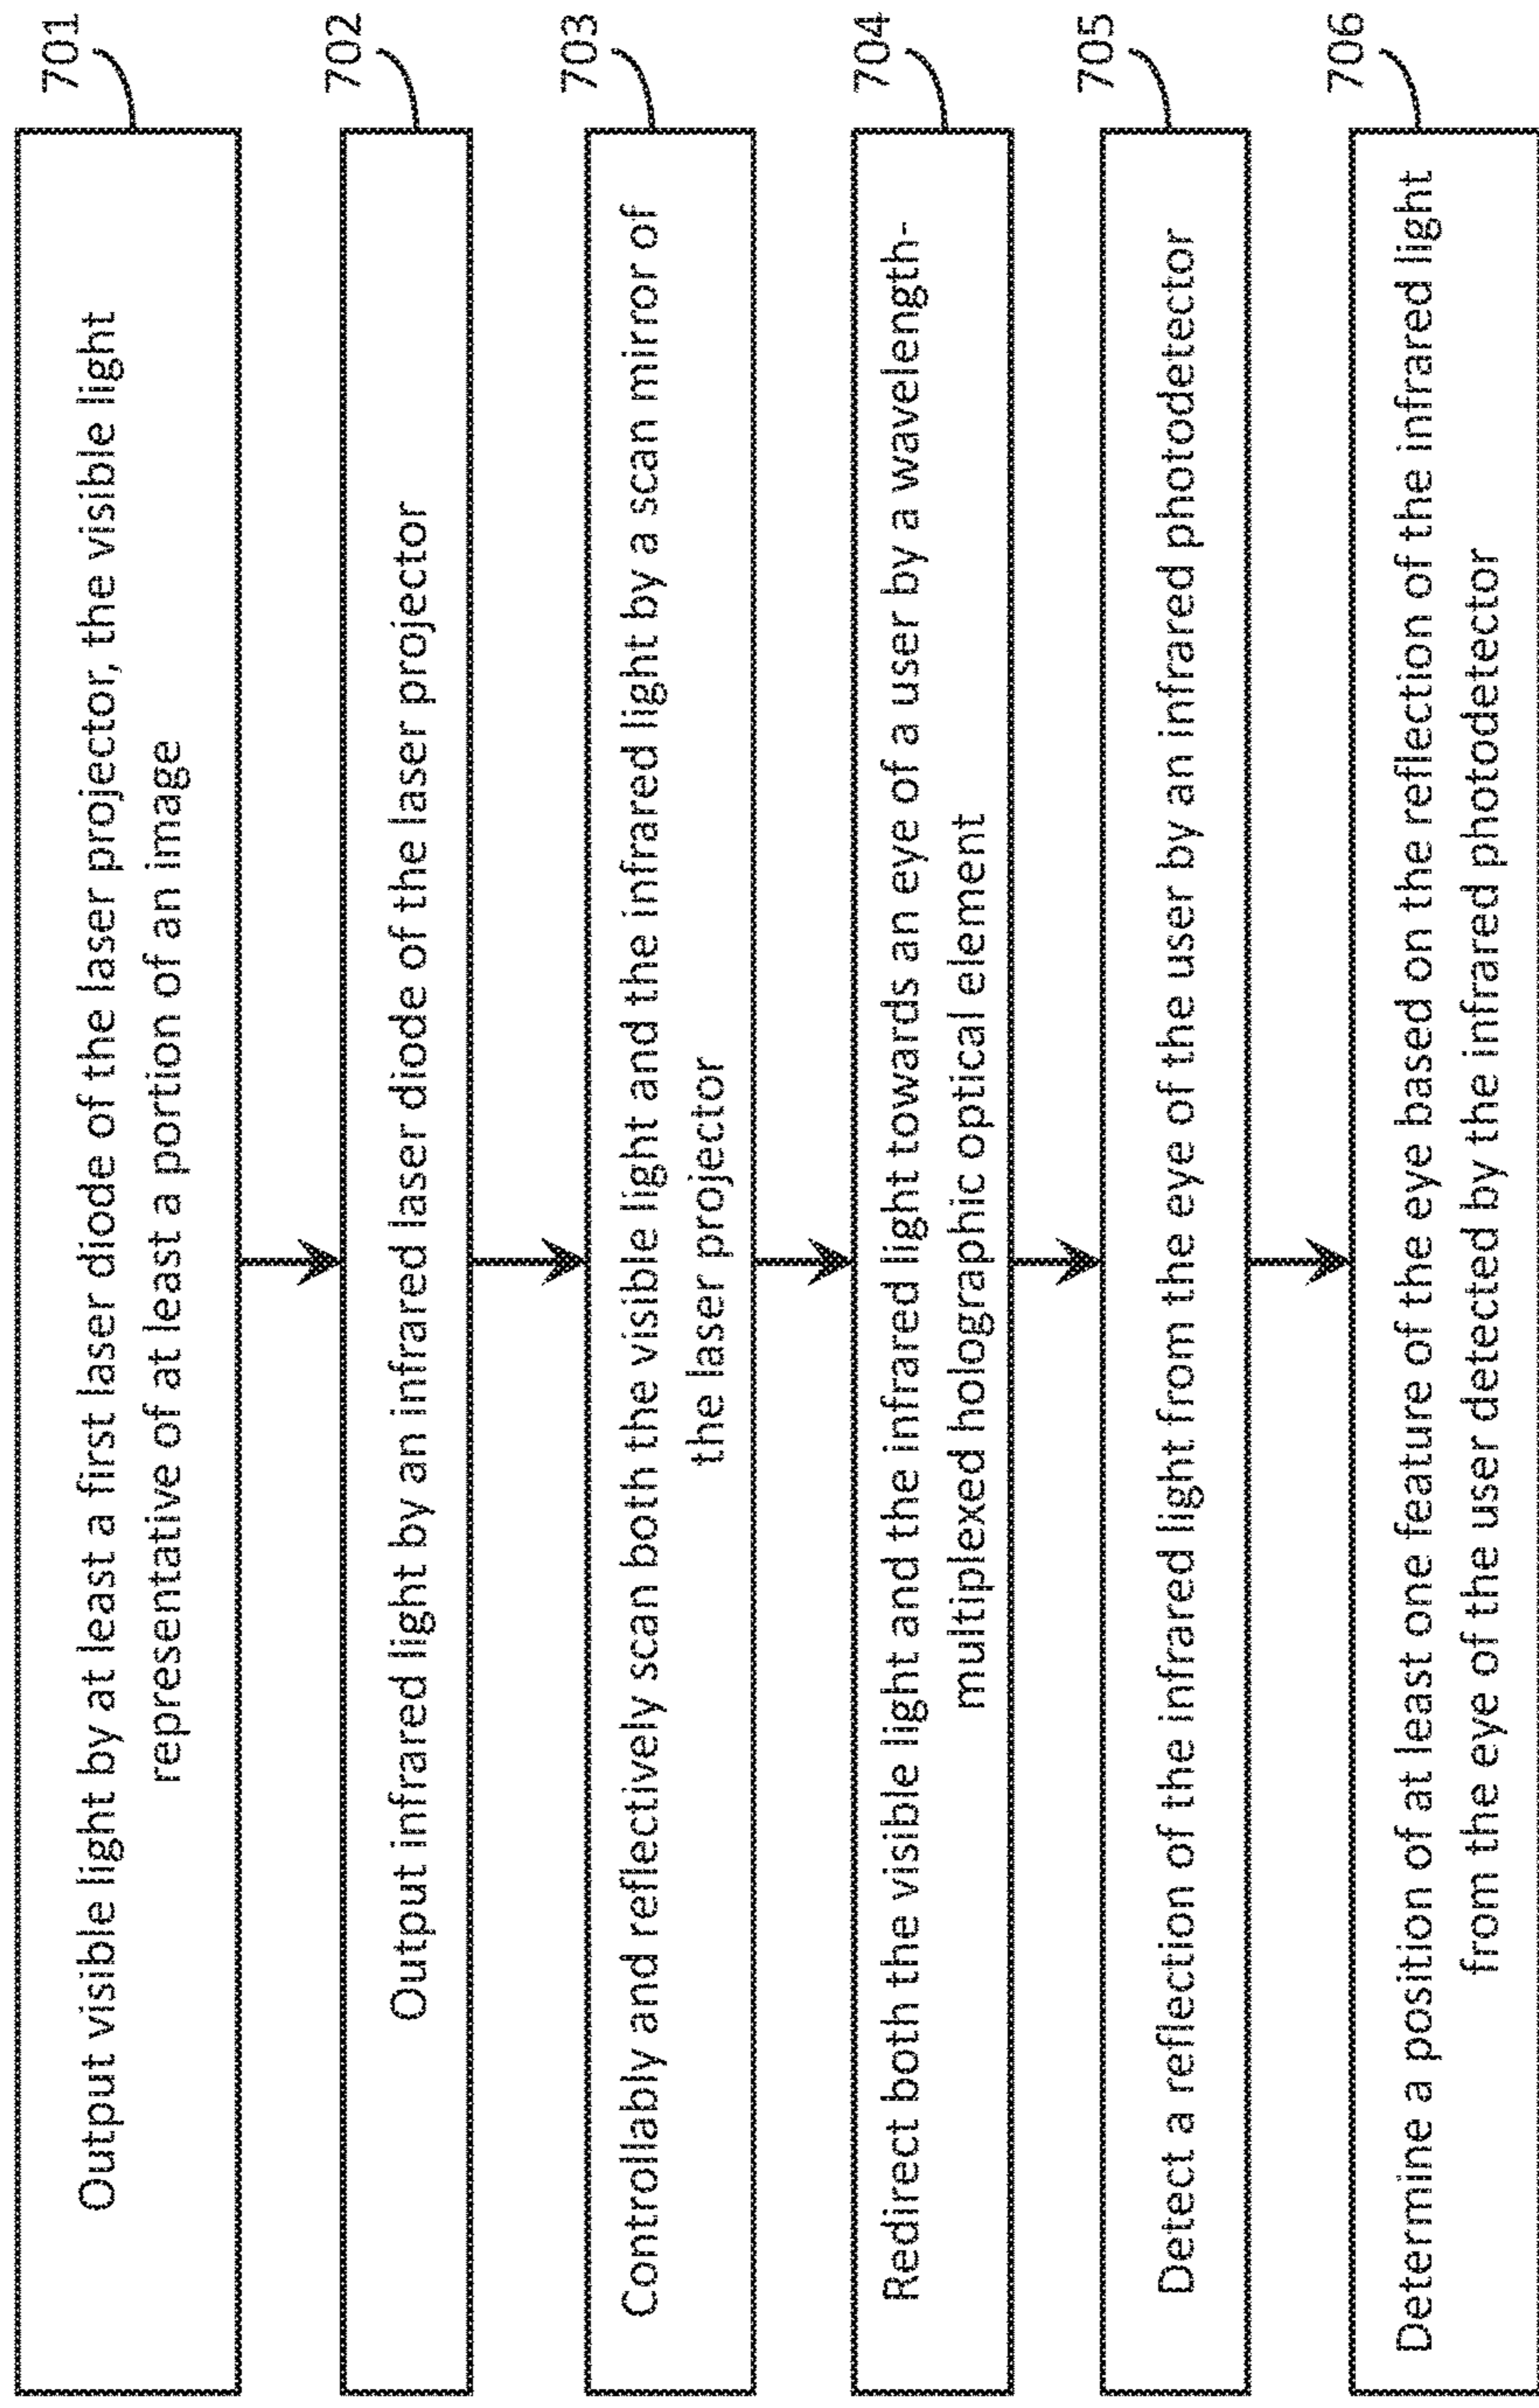 701
Output visible light by at least a first laser diode of the laser projector, the visible light
representative of at least a portion of an image
702
Output infrared light by an infrared laser diode of the laser projector
703
Controllably and reflectively scan both the visible light and the infrared light by a scan mirror of
the laser projector
704
Redirect both the visible light and the infrared light towards an eye of a user by a wavelength-
multiplexed holographic optical element
705
Detect a reflection of the infrared light from the eye of the user by an infrared photodetector
706
Determine a position of at least one feature of the eye based on the reflection of the infrared light
from the eye of the user detected by the infrared photodetector